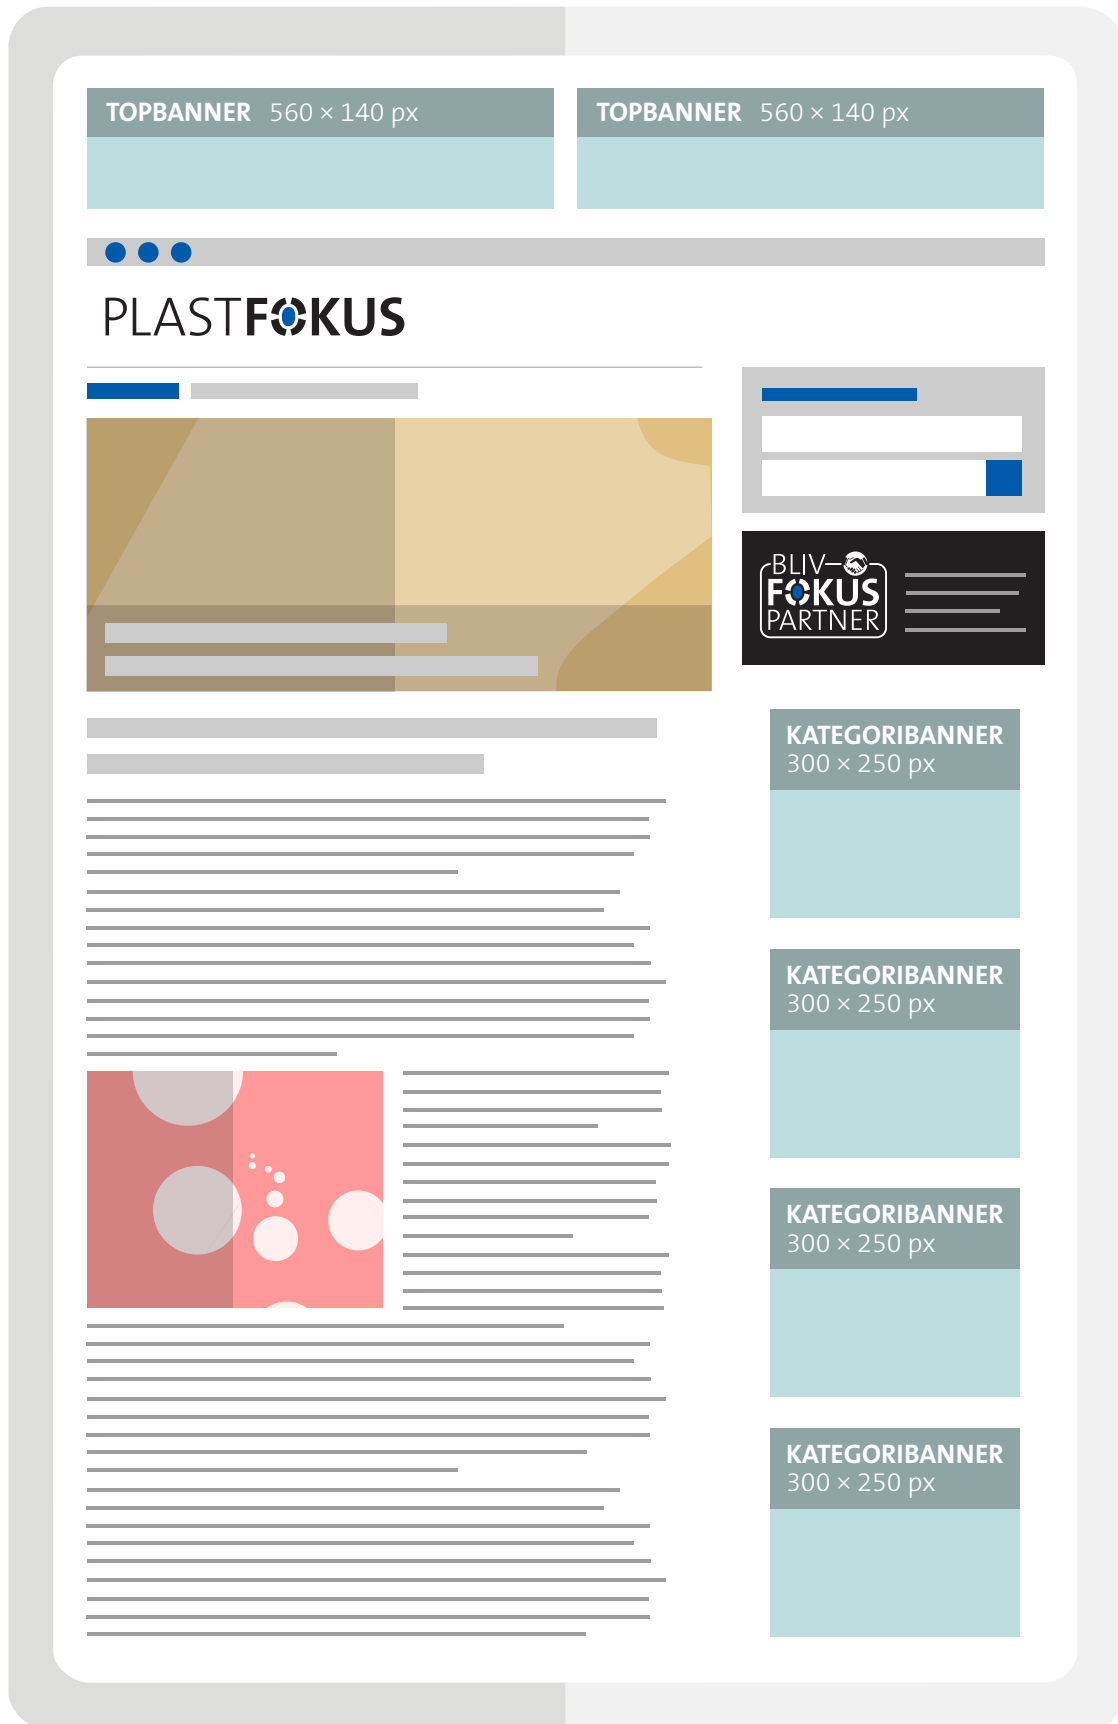 TOPBANNER 560 × 140 px
TOPBANNER 560 × 140 px
PLASTFOKUS
BLIV
FOKUS
PARTNER
KATEGORIBANNER
300 × 250 px
KATEGORIBANNER
300 × 250 px
KATEGORIBANNER
300 × 250 px
KATEGORIBANNER
300 × 250 px